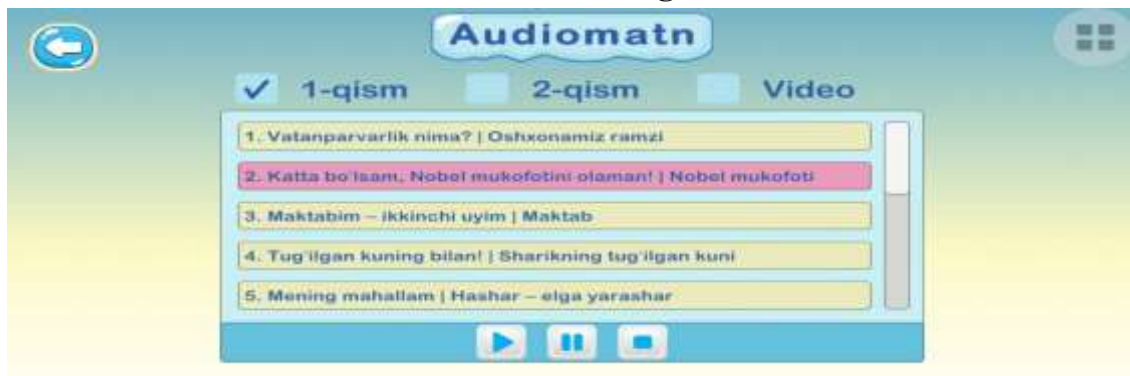 Audiomatn
1-qism 2-qism Video
1. Vatanparvarlik nima? | Oshxonamiz ramzi
2. Katta bo'lsam, Nobel mukofotini olaman! | Nobel mukofoti
3. Maktabim – ikkinchi uyim | Maktab
4. Tug'ilgan kuning bilan! | Sharikning tug'ilgan kuni
5. Mening mahallam | Hashar – elga yarashar